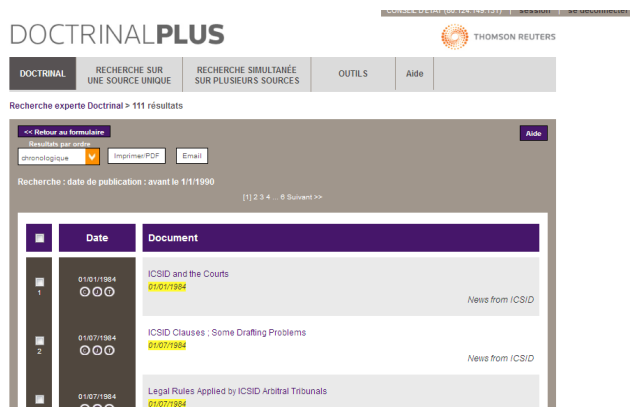 session | se deconnecter
DOCTRINALPLUS
THOMSON REUTERS
DOCTRINAL
RECHERCHE SUR
UNE SOURCE UNIQUE
RECHERCHE SIMULTANÉE
SUR PLUSIEURS SOURCES
OUTILS
Aide
Recherche experte Doctrinal > 111 résultats
<< Retour au formulaire
Aide
Resultats par ordre
chronologique
Imprimer/PDF
Email
Recherche : date de publication : avant le 1/1/1990
[1] 2 3 4 ... 6 Suivant >>
Date
Document
1
01/01/1984
ICSID and the Courts
01/01/1984
News from ICSID
2
01/07/1984
ICSID Clauses ; Some Drafting Problems
01/07/1984
News from ICSID
01/07/1984
Legal Rules Applied by ICSID Arbitral Tribunals
01/07/1984